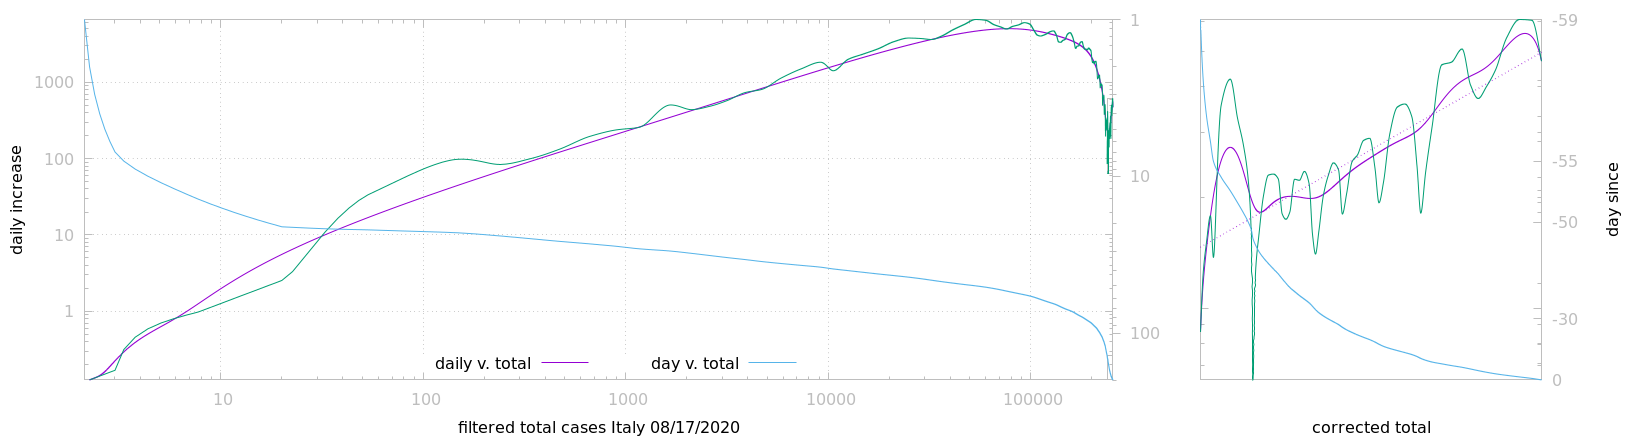 1000
100
10
1
daily increase
10
100
1000
10000
100000
filtered total cases Italy 08/17/2020
daily v. total
day v. total
1
10
100
-59
-55
-50
-30
0
day since
corrected total